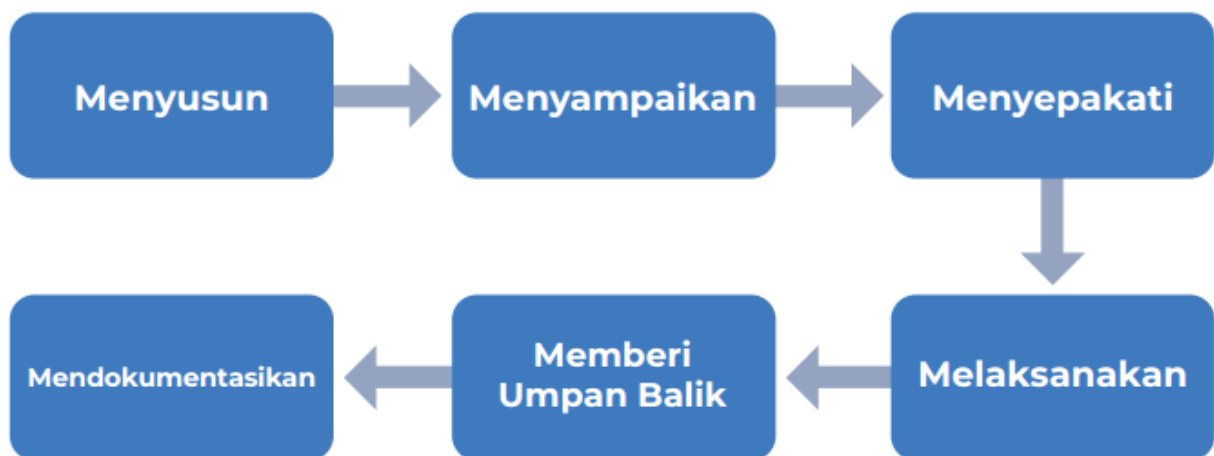 Menyusun
Menyampaikan
Menyepakati
Melaksanakan
Memberi
Umpan Balik
Mendokumentasikan